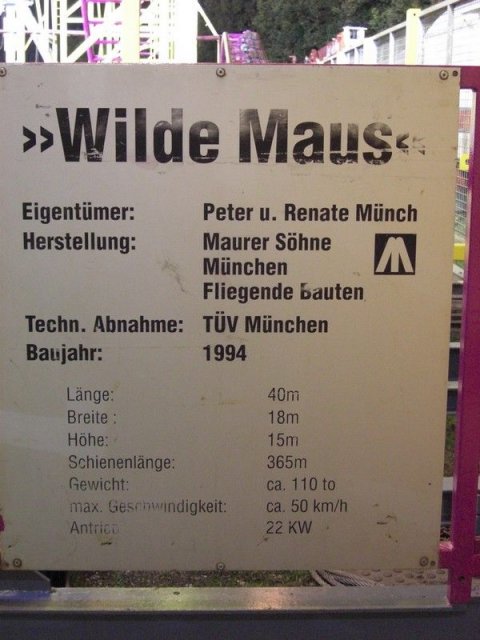 »Wilde Maus«
Eigentümer: Peter u. Renate Münch
Herstellung: Maurer Söhne
München
Fliegende Bauten
Techn. Abnahme: TÜV München
Baujahr: 1994
Länge: 40m
Breite : 18m
Höhe: 15m
Schienenlänge: 365m
Gewicht: ca. 110 to
max. Geschwindigkeit: ca. 50 km/h
Antrieb 22 KW